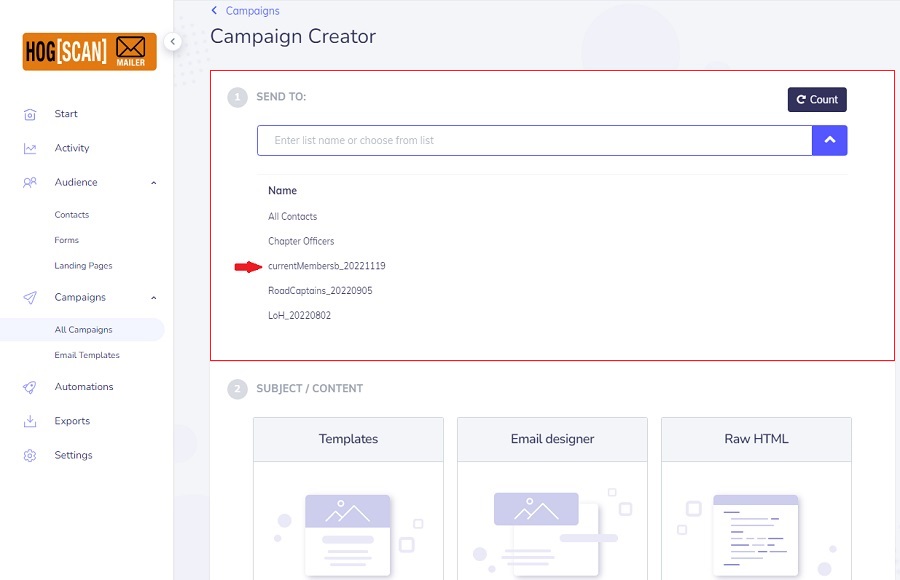 HOG[SCAN]
MAILER
Start
Activity
Audience
Contacts
Forms
Landing Pages
Campaigns
All Campaigns
Email Templates
Automations
Exports
Settings
Campaigns
Campaign Creator
1 SEND TO:
Count
Enter list name or choose from list
Name
All Contacts
Chapter Officers
currentMembersb_20221119
RoadCaptains_20220905
LoH_20220802
2 SUBJECT / CONTENT
Templates
Email designer
Raw HTML